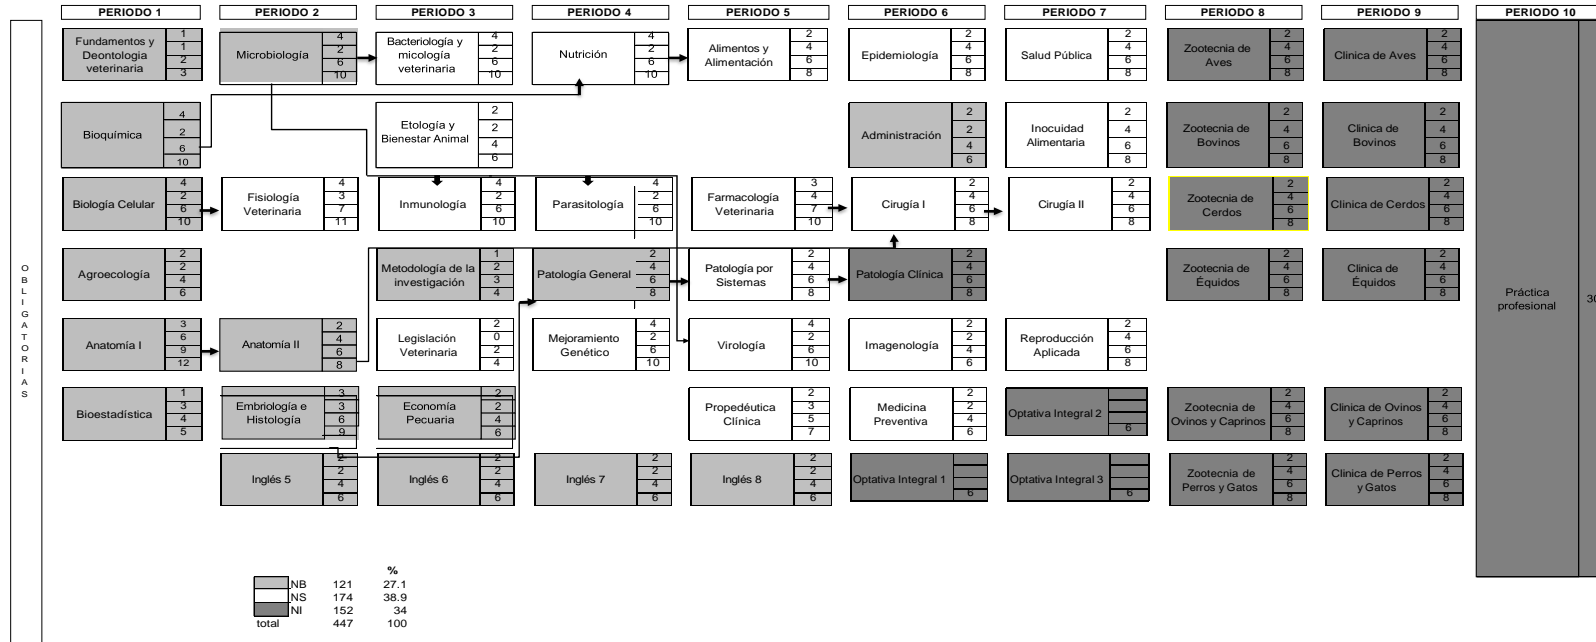 PERIODO 1 PERIODO 2 PERIODO 3 PERIODO 4 PERIODO 5 PERIODO 6 PERIODO 7 PERIODO 8 PERIODO 9 PERIODO 10
OBLIGATORIAS
Fundamentos y Deontologia veterinaria 1 1 2 3
Microbiología 4 2 6 10
Bacteriología y micología veterinaria 4 2 6 10
Nutrición 4 2 6 10
Alimentos y Alimentación 2 4 6 8
Epidemiología 2 4 6 8
Salud Pública 2 4 6 8
Zootecnia de Aves 2 4 6 8
Clinica de Aves 2 4 6 8
Bioquímica 4 2 6 10
Etología y Bienestar Animal 2 2 4 6
Administración 2 2 4 6
Inocuidad Alimentaria 2 4 6 8
Zootecnia de Bovinos 2 4 6 8
Clinica de Bovinos 2 4 6 8
Biología Celular 4 2 6 10
Fisiología Veterinaria 4 3 7 11
Inmunología 4 2 6 10
Parasitología 4 2 6 10
Farmacología Veterinaria 3 4 7 10
Cirugía I 2 4 6 8
Cirugía II 2 4 6 8
Zootecnia de Cerdos 2 4 6 8
Clinica de Cerdos 2 4 6 8
Agroecología 2 2 4 6
Metodología de la investigación 1 2 3 4
Patología General 2 4 6 8
Patología por Sistemas 2 4 6 8
Patología Clínica 2 4 6 8
Zootecnia de Équidos 2 4 6 8
Clinica de Équidos 2 4 6 8
Práctica profesional 30
Anatomía I 3 6 9 12
Anatomía II 2 4 6 8
Legislación Veterinaria 2 0 2 4
Mejoramiento Genético 4 2 6 10
Virología 4 2 6 10
Imagenología 2 2 4 6
Reproducción Aplicada 2 4 6 8
Bioestadística 1 3 4 5
Embriología e Histología 3 3 6 9
Economía Pecuaria 2 2 4 6
Propedéutica Clínica 2 3 5 7
Medicina Preventiva 2 2 4 6
Optativa Integral 2 6
Zootecnia de Ovinos y Caprinos 2 4 6 8
Clinica de Ovinos y Caprinos 2 4 6 8
Inglés 5 2 2 4 6
Inglés 6 2 2 4 6
Inglés 7 2 2 4 6
Inglés 8 2 2 4 6
Optativa Integral 1 6
Optativa Integral 3 6
Zootecnia de Perros y Gatos 2 4 6 8
Clinica de Perros y Gatos 2 4 6 8
%
NB 121 27.1
NS 174 38.9
NI 152 34
total 447 100